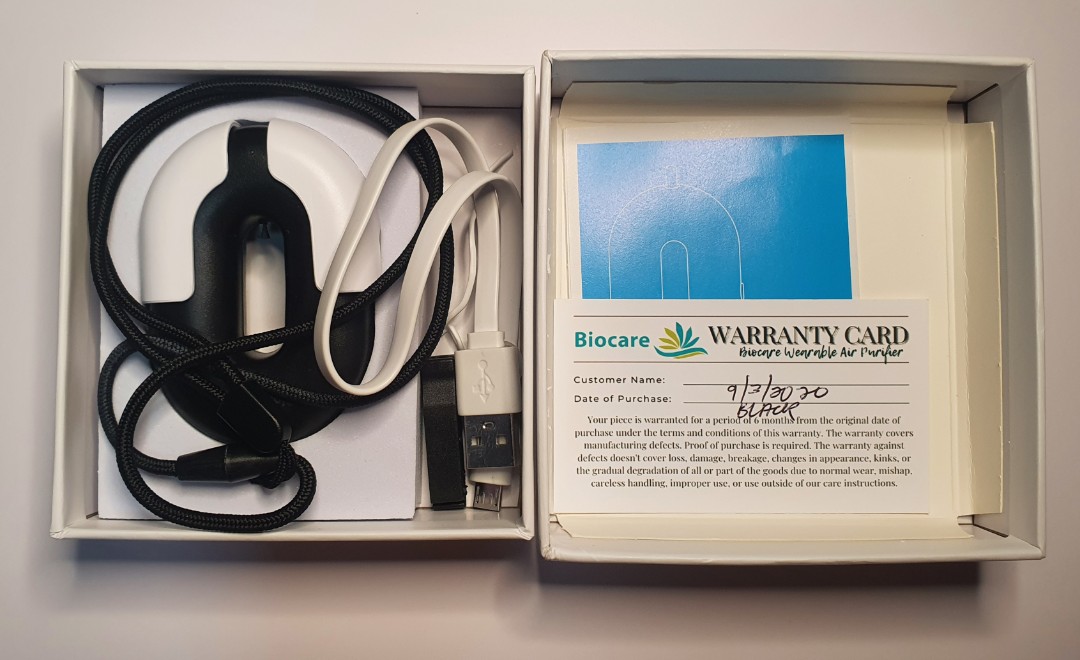 Biocare WARRANTY CARD
Biocare Wearable Air Purifier
Customer Name:
Date of Purchase: 9/3/2020
BLACK
Your piece is warranted for a period of 6 months from the original date of
purchase under the terms and conditions of this warranty. The warranty covers
manufacturing defects. Proof of purchase is required. The warranty against
defects doesn't cover loss, damage, breakage, changes in appearance, kinks, or
the gradual degradation of all or part of the goods due to normal wear, mishap,
careless handling, improper use, or use outside of our care instructions.